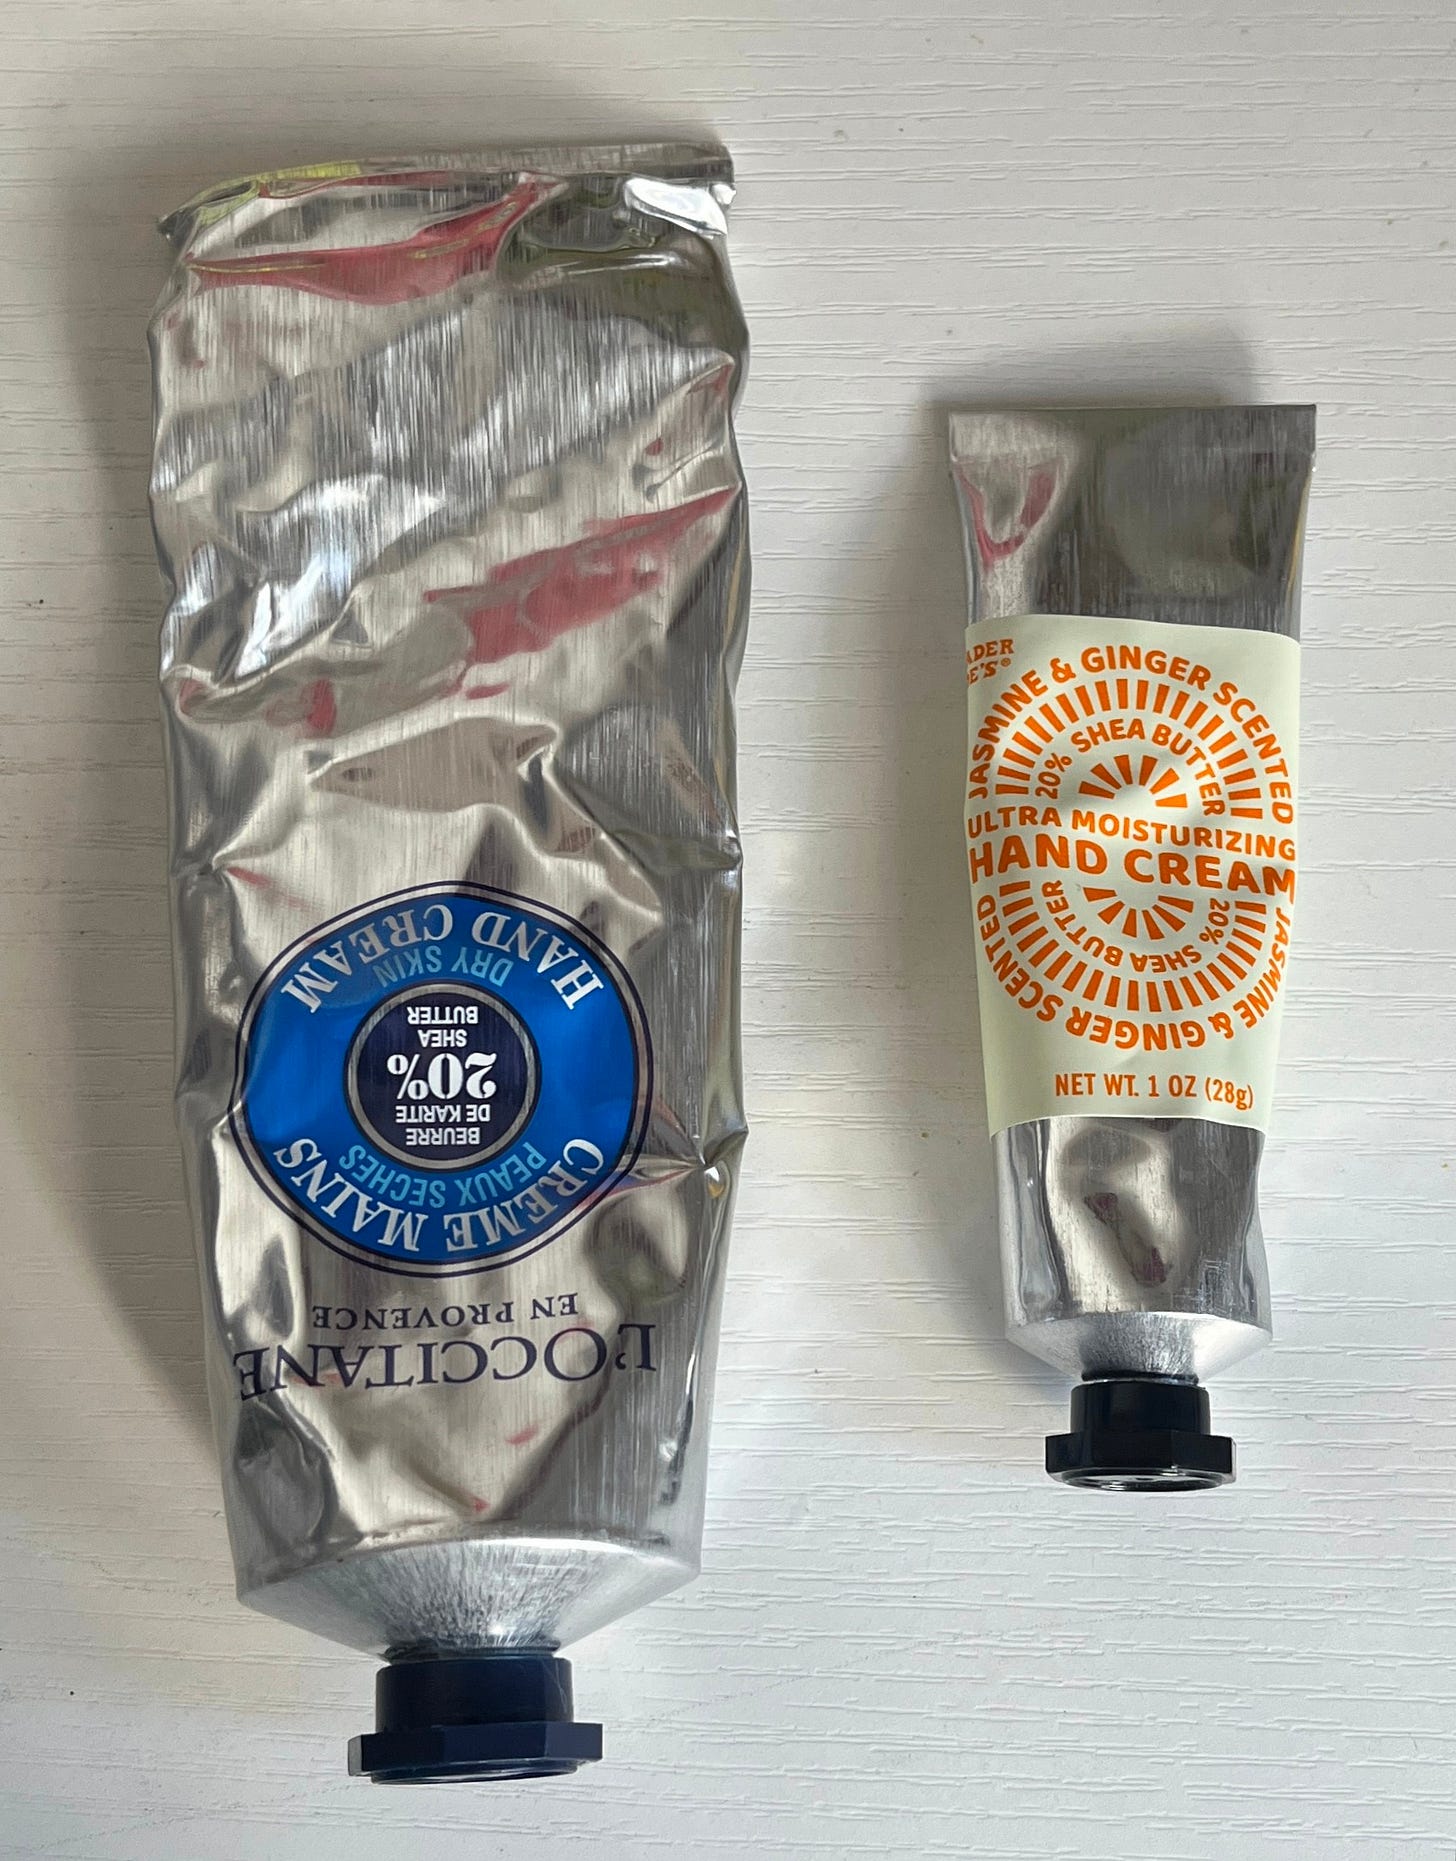 HAND CREAM
DRY SKIN
20%
SHEA
BUTTER
BEURRE
DE KARITE
PEAUX SECHES
CREME MAINS
L'OCCITANE
EN PROVENCE
JASMINE & GINGER SCENTED
20% SHEA BUTTER
ULTRA MOISTURIZING
HAND CREAM
20% SHEA BUTTER
JASMINE & GINGER SCENTED
NET WT. 1 OZ (28g)